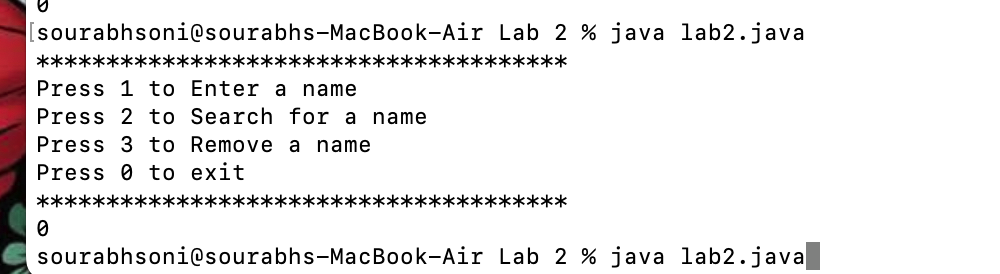 0
[sourabhsoni@sourabhs-MacBook-Air Lab 2 % java lab2.java
**************************************
Press 1 to Enter a name
Press 2 to Search for a name
Press 3 to Remove a name
Press 0 to exit
**************************************
0
sourabhsoni@sourabhs-MacBook-Air Lab 2 % java lab2.java